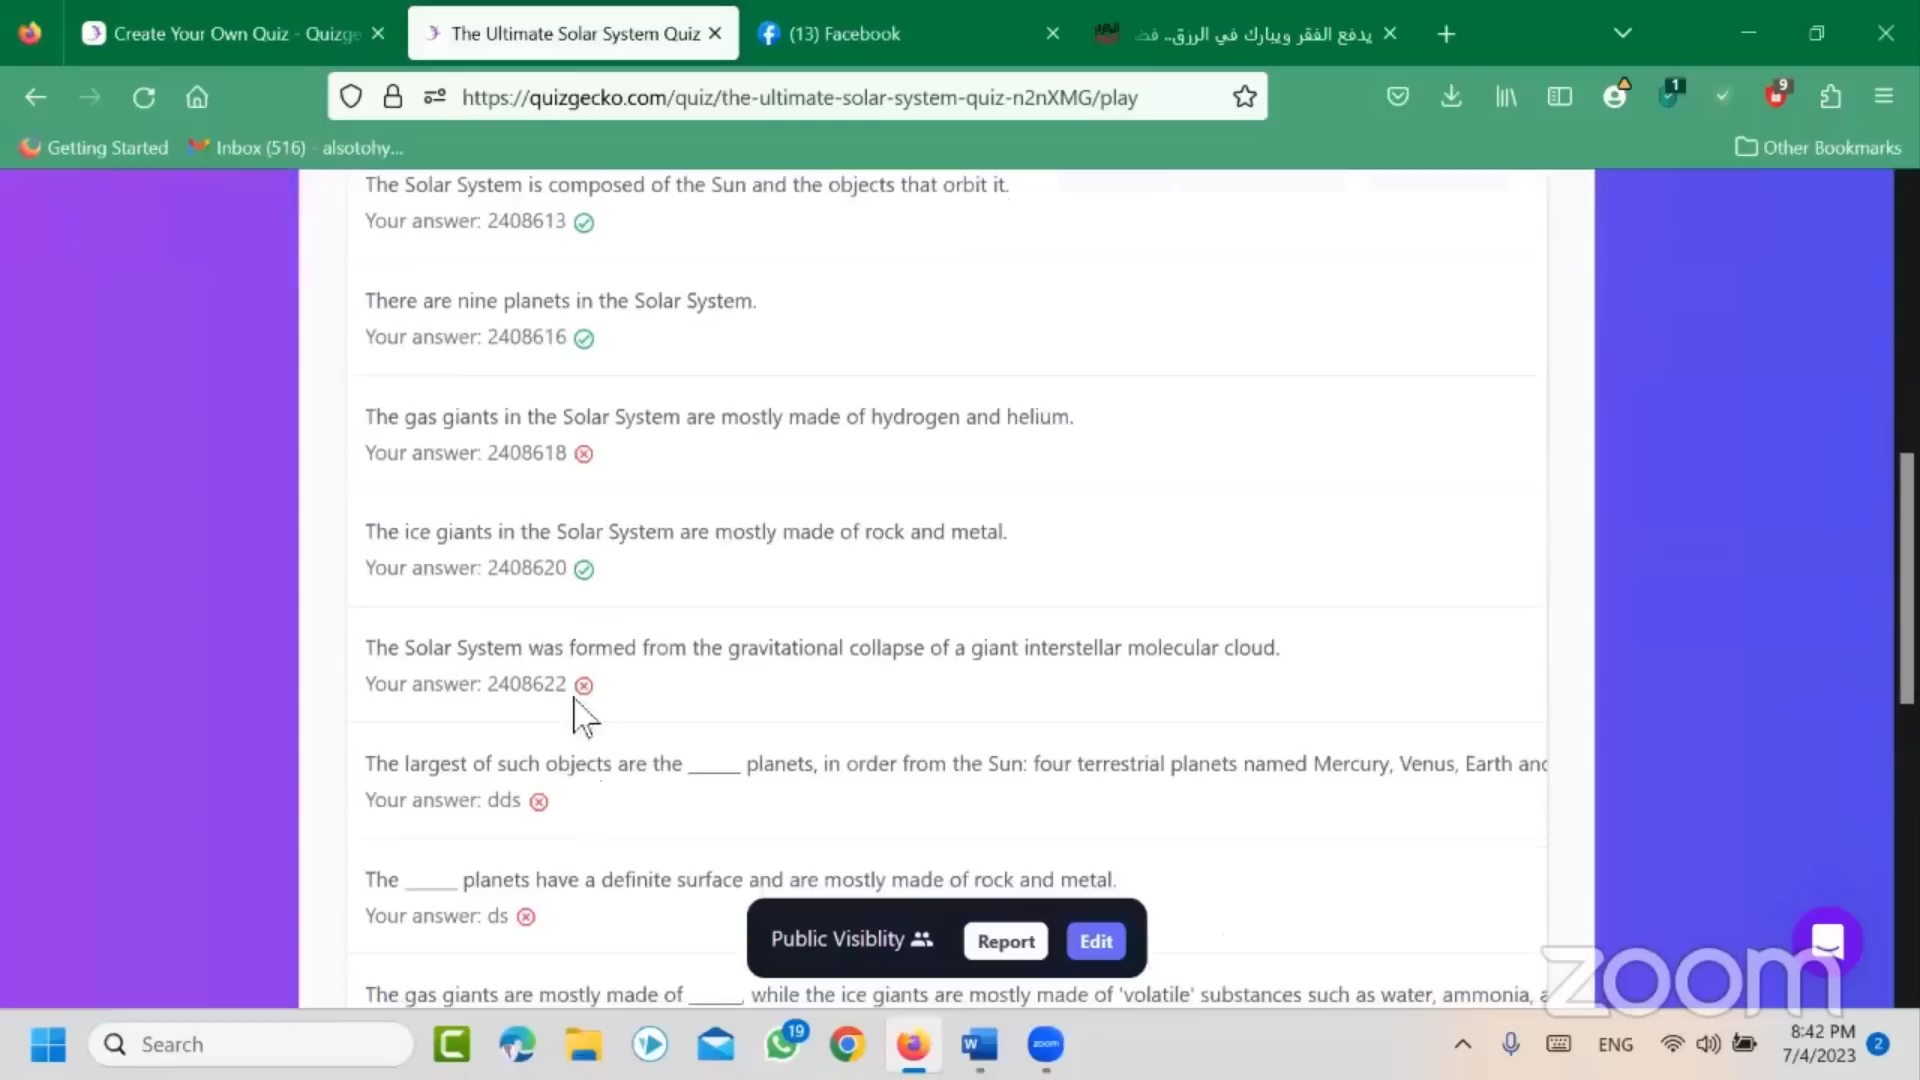 Create Your Own Quiz - Quizge
The Ultimate Solar System Quiz
(13) Facebook
يدفع الفقر ويبارك في الرزق.. فض
https://quizgecko.com/quiz/the-ultimate-solar-system-quiz-n2nXMG/play
1
9
Getting Started
Inbox (516) - alsotohy...
Other Bookmarks
The Solar System is composed of the Sun and the objects that orbit it.
Your answer: 2408613
There are nine planets in the Solar System.
Your answer: 2408616
The gas giants in the Solar System are mostly made of hydrogen and helium.
Your answer: 2408618
The ice giants in the Solar System are mostly made of rock and metal.
Your answer: 2408620
The Solar System was formed from the gravitational collapse of a giant interstellar molecular cloud.
Your answer: 2408622
The largest of such objects are the _____ planets, in order from the Sun: four terrestrial planets named Mercury, Venus, Earth and
Your answer: dds
The _____ planets have a definite surface and are mostly made of rock and metal.
Your answer: ds
Public Visiblity
Report
Edit
The gas giants are mostly made of _____, while the ice giants are mostly made of 'volatile' substances such as water, ammonia, a
zoom
Search
19
W
zoom
ENG
8:42 PM
7/4/2023
2